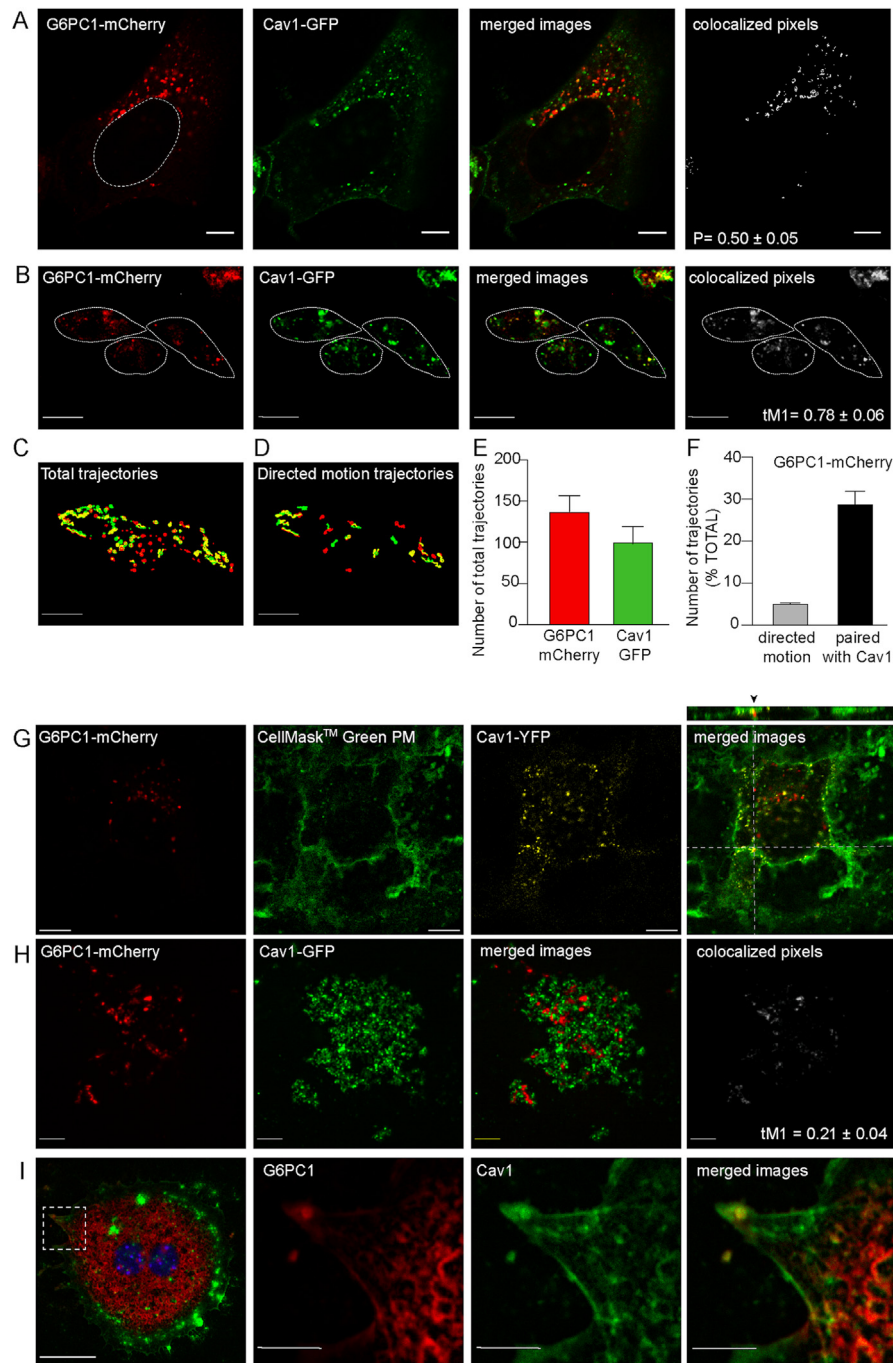 A
G6PC1-mCherry
Cav1-GFP
merged images
colocalized pixels
P= 0.50 ± 0.05
B
G6PC1-mCherry
Cav1-GFP
merged images
colocalized pixels
tM1= 0.78 ± 0.06
C
Total trajectories
D
Directed motion trajectories
E
Number of total trajectories
200
150
100
50
0
G6PC1
mCherry
Cav1
GFP
F
G6PC1-mCherry
Number of trajectories
(% TOTAL)
40
30
20
10
0
directed
motion
paired
with Cav1
G
G6PC1-mCherry
CellMask™ Green PM
Cav1-YFP
merged images
H
G6PC1-mCherry
Cav1-GFP
merged images
colocalized pixels
tM1 = 0.21 ± 0.04
I
G6PC1
Cav1
merged images